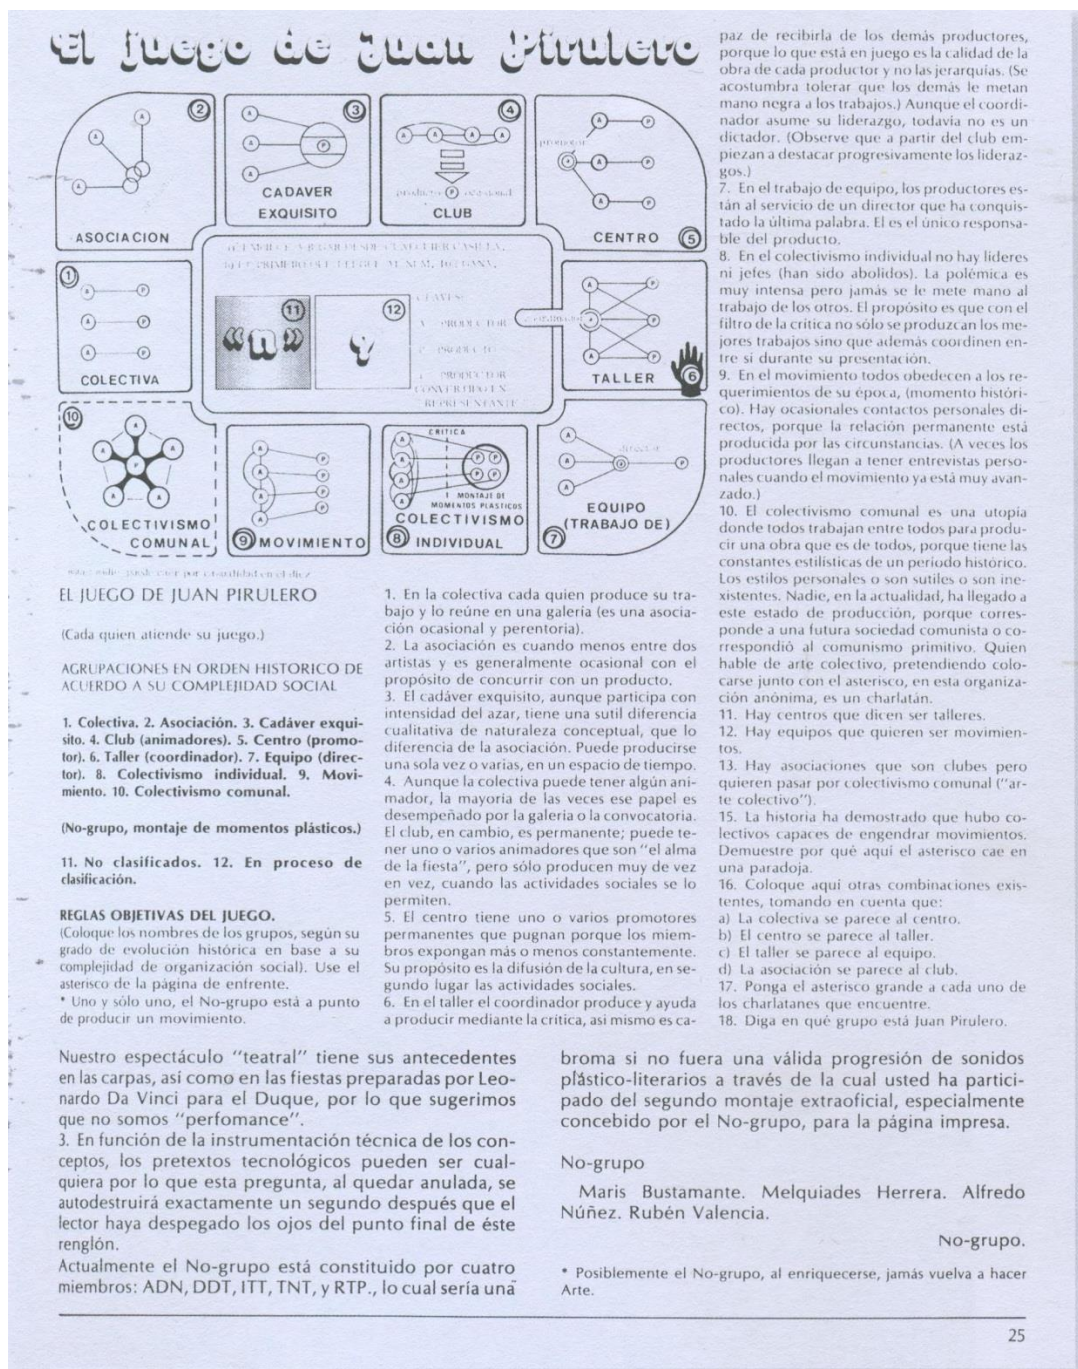 El juego de Juan Pirulero
2
A
A
A
ASOCIACION
3
A
A
A
P
CADAVER
EXQUISITO
4
A
A
A
A
producto P ocasional
CLUB
promotor
A
P
A
A
P
A
P
CENTRO
5
1
A
P
A
P
A
P
COLECTIVA
a) EMPIECE A JUGAR DESDE CUALQUIER CASILLA,
b) EL PRIMERO QUE LLEGUE AL NUM. 10, GANA.
11
"n"
12
?
CLAVES:
A PRODUCTOR
P PRODUCTO
PRODUCTOR
CONVERTIDO EN
REPRESENTANTE
coordinador
A
P
A
P
A
P
TALLER
6
10
A
A
A
P
A
A
COLECTIVISMO
COMUNAL
A
P
A
P
A
P
A
P
9
MOVIMIENTO
CRITICA
A
A
A
A
P
P
P
P
MONTAJE DE
MOMENTOS PLASTICOS
COLECTIVISMO
8
INDIVIDUAL
A
director
A
A
P
A
EQUIPO
(TRABAJO DE)
7
nadie puede caer por casualidad en el diez
EL JUEGO DE JUAN PIRULERO
(Cada quien atiende su juego.)
AGRUPACIONES EN ORDEN HISTORICO DE
ACUERDO A SU COMPLEJIDAD SOCIAL
1. Colectiva. 2. Asociación. 3. Cadáver exqui-
sito. 4. Club (animadores). 5. Centro (promo-
tor). 6. Taller (coordinador). 7. Equipo (direc-
tor). 8. Colectivismo individual. 9. Movi-
miento. 10. Colectivismo comunal.
(No-grupo, montaje de momentos plásticos.)
11. No clasificados. 12. En proceso de
clasificación.
REGLAS OBJETIVAS DEL JUEGO.
(Coloque los nombres de los grupos, según su
grado de evolución histórica en base a su
complejidad de organización social). Use el
asterisco de la página de enfrente.
* Uno y sólo uno, el No-grupo está a punto
de producir un movimiento.
1. En la colectiva cada quien produce su tra-
bajo y lo reúne en una galería (es una asocia-
ción ocasional y perentoria).
2. La asociación es cuando menos entre dos
artistas y es generalmente ocasional con el
propósito de concurrir con un producto.
3. El cadáver exquisito, aunque participa con
intensidad del azar, tiene una sutil diferencia
cualitativa de naturaleza conceptual, que lo
diferencia de la asociación. Puede producirse
una sola vez o varias, en un espacio de tiempo.
4. Aunque la colectiva puede tener algún ani-
mador, la mayoría de las veces ese papel es
desempeñado por la galería o la convocatoria.
El club, en cambio, es permanente; puede te-
ner uno o varios animadores que son "el alma
de la fiesta", pero sólo producen muy de vez
en vez, cuando las actividades sociales se lo
permiten.
5. El centro tiene uno o varios promotores
permanentes que pugnan porque los miem-
bros expongan más o menos constantemente.
Su propósito es la difusión de la cultura, en se-
gundo lugar las actividades sociales.
6. En el taller el coordinador produce y ayuda
a producir mediante la crítica, asi mismo es ca-
paz de recibirla de los demás productores,
porque lo que está en juego es la calidad de la
obra de cada productor y no las jerarquías. (Se
acostumbra tolerar que los demás le metan
mano negra a los trabajos.) Aunque el coordi-
nador asume su liderazgo, todavía no es un
dictador. (Observe que a partir del club em-
piezan a destacar progresivamente los lideraz-
gos.)
7. En el trabajo de equipo, los productores es-
tán al servicio de un director que ha conquis-
tado la última palabra. El es el único responsa-
ble del producto.
8. En el colectivismo individual no hay lideres
ni jefes (han sido abolidos). La polémica es
muy intensa pero jamás se le mete mano al
trabajo de los otros. El propósito es que con el
filtro de la crítica no sólo se produzcan los me-
jores trabajos sino que además coordinen en-
tre sí durante su presentación.
9. En el movimiento todos obedecen a los re-
querimientos de su época, (momento históri-
co). Hay ocasionales contactos personales di-
rectos, porque la relación permanente está
producida por las circunstancias. (A veces los
productores llegan a tener entrevistas perso-
nales cuando el movimiento ya está muy avan-
zado.)
10. El colectivismo comunal es una utopía
donde todos trabajan entre todos para produ-
cir una obra que es de todos, porque tiene las
constantes estilísticas de un período histórico.
Los estilos personales o son sutiles o son ine-
xistentes. Nadie, en la actualidad, ha llegado a
este estado de producción, porque corres-
ponde a una futura sociedad comunista o co-
rrespondió al comunismo primitivo. Quien
hable de arte colectivo, pretendiendo colo-
carse junto con el asterisco, en esta organiza-
ción anónima, es un charlatán.
11. Hay centros que dicen ser talleres.
12. Hay equipos que quieren ser movimien-
tos.
13. Hay asociaciones que son clubes pero
quieren pasar por colectivismo comunal ("ar-
te colectivo").
15. La historia ha demostrado que hubo co-
lectivos capaces de engendrar movimientos.
Demuestre por qué aquí el asterisco cae en
una paradoja.
16. Coloque aquí otras combinaciones exis-
tentes, tomando en cuenta que:
a) La colectiva se parece al centro.
b) El centro se parece al taller.
c) El taller se parece al equipo.
d) La asociación se parece al club.
17. Ponga el asterisco grande a cada uno de
los charlatanes que encuentre.
18. Diga en qué grupo está Juan Pirulero.
Nuestro espectáculo "teatral" tiene sus antecedentes
en las carpas, así como en las fiestas preparadas por Leo-
nardo Da Vinci para el Duque, por lo que sugerimos
que no somos "perfomance".
3. En función de la instrumentación técnica de los con-
ceptos, los pretextos tecnológicos pueden ser cual-
quiera por lo que esta pregunta, al quedar anulada, se
autodestruirá exactamente un segundo después que el
lector haya despegado los ojos del punto final de éste
renglón.
Actualmente el No-grupo está constituido por cuatro
miembros: ADN, DDT, ITT, TNT, y RTP., lo cual sería una
broma si no fuera una válida progresión de sonidos
plástico-literarios a través de la cual usted ha partici-
pado del segundo montaje extraoficial, especialmente
concebido por el No-grupo, para la página impresa.
No-grupo
Maris Bustamante. Melquiades Herrera. Alfredo
Núñez. Rubén Valencia.
No-grupo.
* Posiblemente el No-grupo, al enriquecerse, jamás vuelva a hacer
Arte.
25